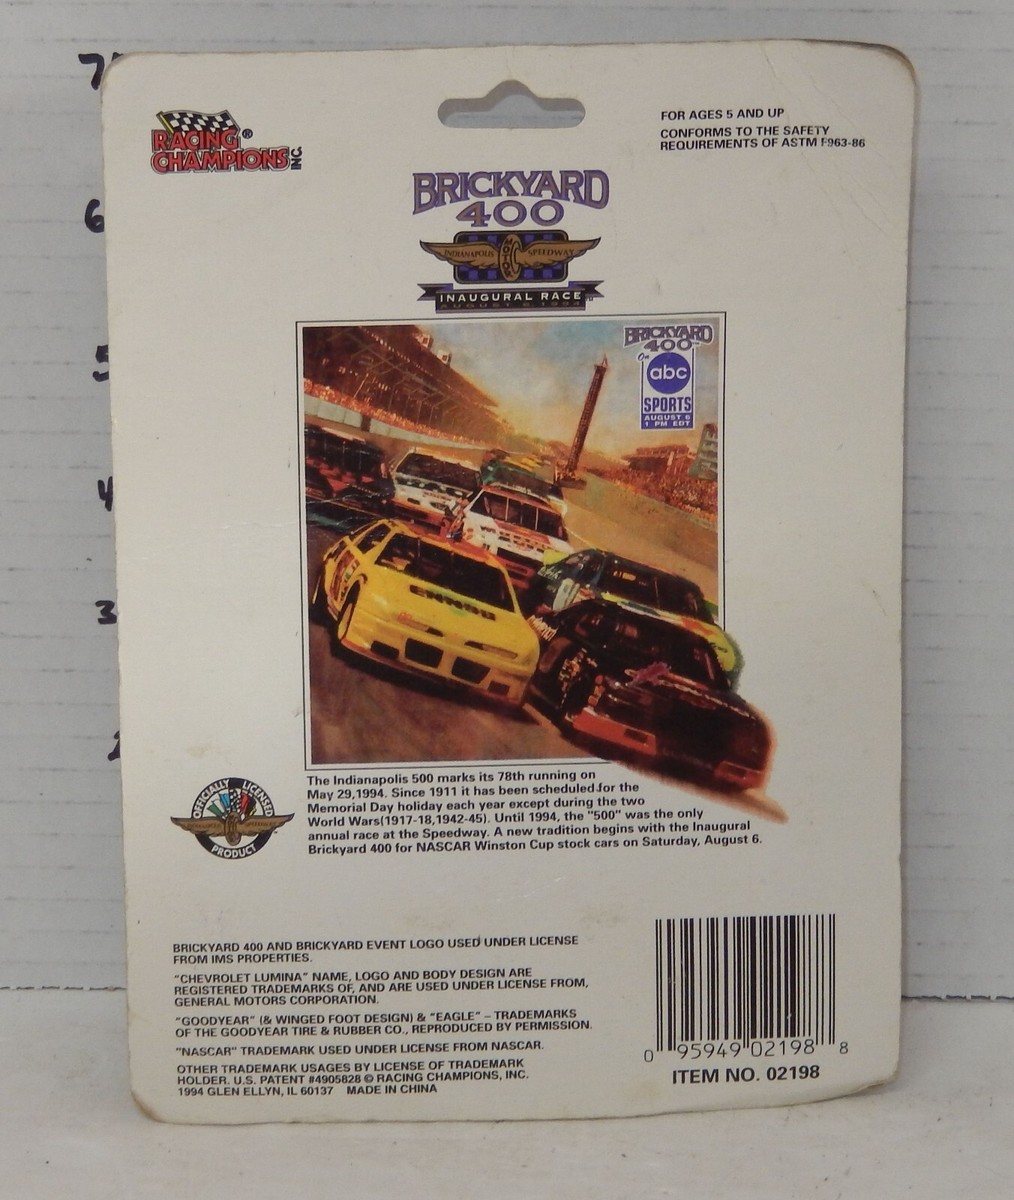 7
6
5
4
3
2
RACING ®
CHAMPIONS INC.
FOR AGES 5 AND UP
CONFORMS TO THE SAFETY
REQUIREMENTS OF ASTM F963-86
BRICKYARD
400
INDIANAPOLIS MOTOR SPEEDWAY
INAUGURAL RACE
AUGUST 6, 1994
BRICKYARD
400
On
abc
SPORTS
AUGUST 6
1 PM EDT
The Indianapolis 500 marks its 78th running on
May 29,1994. Since 1911 it has been scheduled for the
Memorial Day holiday each year except during the two
World Wars(1917-18,1942-45). Until 1994, the "500" was the only
annual race at the Speedway. A new tradition begins with the Inaugural
Brickyard 400 for NASCAR Winston Cup stock cars on Saturday, August 6.
OFFICIALLY LICENSED
PRODUCT
BRICKYARD 400 AND BRICKYARD EVENT LOGO USED UNDER LICENSE
FROM IMS PROPERTIES.
"CHEVROLET LUMINA" NAME, LOGO AND BODY DESIGN ARE
REGISTERED TRADEMARKS OF, AND ARE USED UNDER LICENSE FROM,
GENERAL MOTORS CORPORATION.
"GOODYEAR" (& WINGED FOOT DESIGN) & "EAGLE" – TRADEMARKS
OF THE GOODYEAR TIRE & RUBBER CO., REPRODUCED BY PERMISSION.
"NASCAR" TRADEMARK USED UNDER LICENSE FROM NASCAR.
OTHER TRADEMARK USAGES BY LICENSE OF TRADEMARK
HOLDER. U.S. PATENT #4905828 © RACING CHAMPIONS, INC.
1994 GLEN ELLYN, IL 60137 MADE IN CHINA
0 95949 02198 8
ITEM NO. 02198